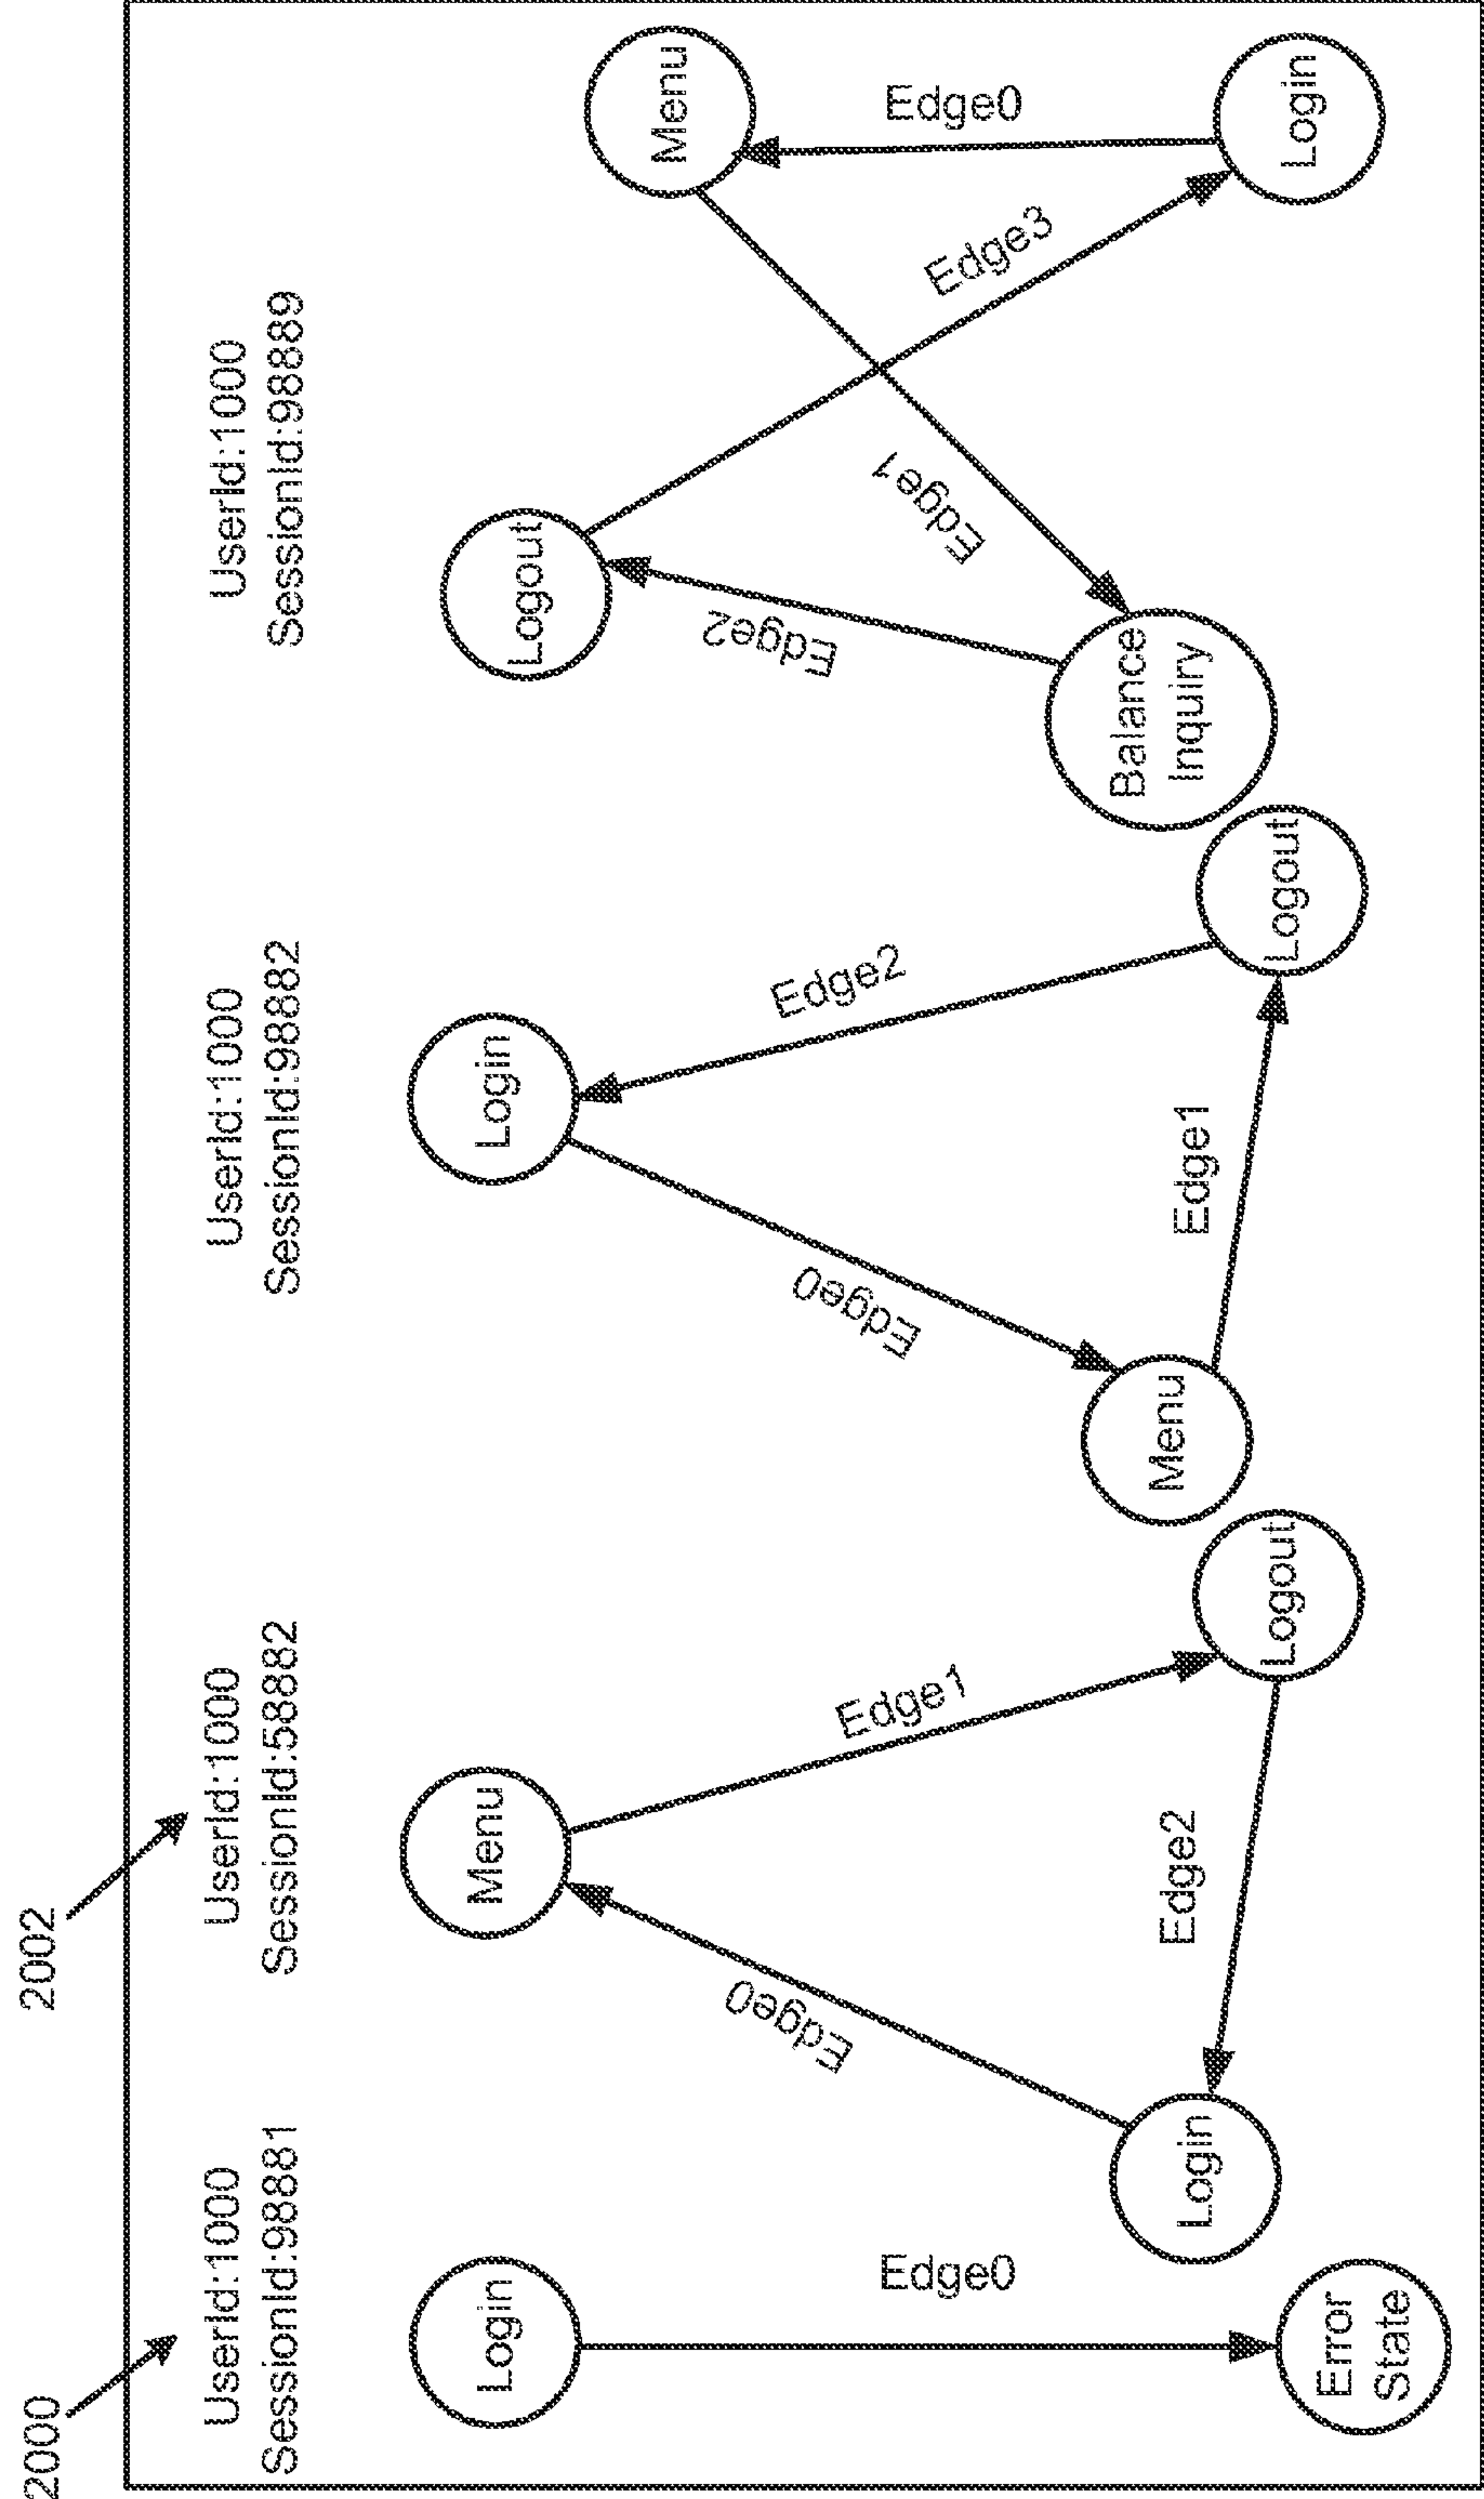 2000
2002
UserId:1000
SessionId:98881
Login
Edge0
Error
State
UserId:1000
SessionId:58882
Menu
Edge0
Edge1
Login
Edge2
Logout
UserId:1000
SessionId:98882
Login
Edge0
Edge2
Menu
Edge1
Logout
UserId:1000
SessionId:98889
Logout
Menu
Edge2
Edge1
Edge3
Edge0
Balance
Inquiry
Login